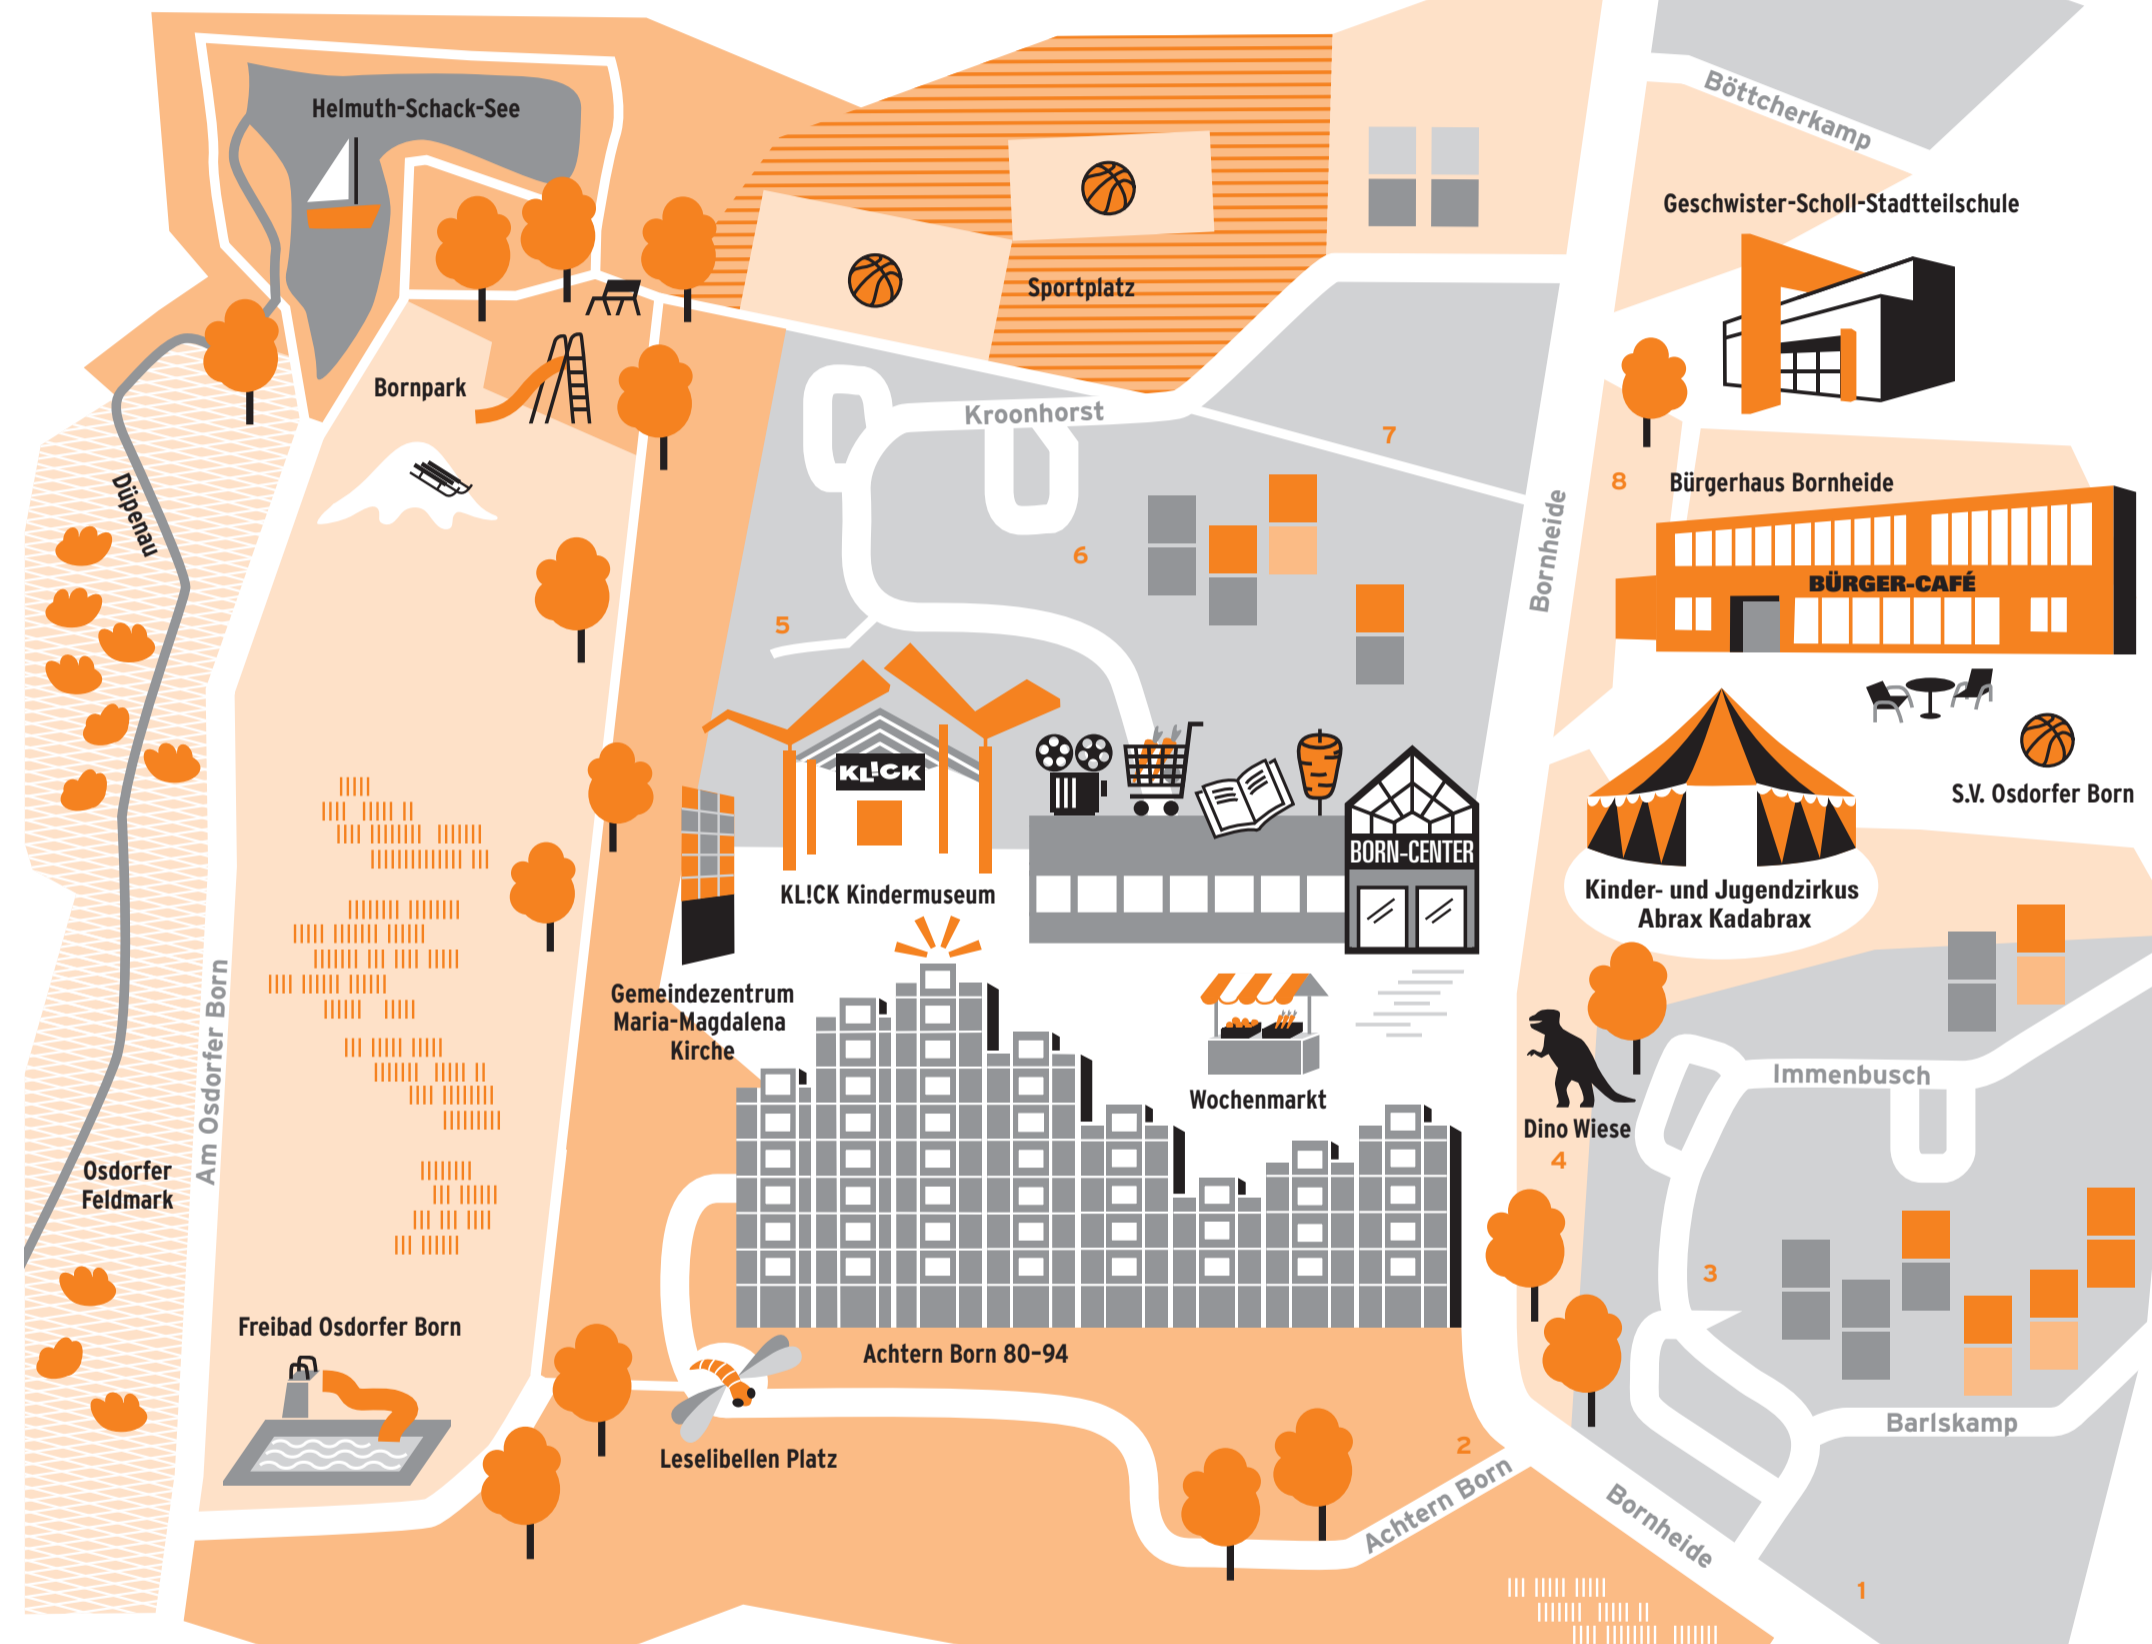 Böttcherkamp
Helmuth-Schack-See
Geschwister-Scholl-Stadtteilschule
Sportplatz
Bornpark
Kroonhorst
7
8
Bürgerhaus Bornheide
Düpenau
Bornheide
6
BÜRGER-CAFÉ
5
KL!CK
S.V. Osdorfer Born
BORN-CENTER
KL!CK Kindermuseum
Kinder- und Jugendzirkus
Abrax Kadabrax
Gemeindezentrum
Maria-Magdalena
Kirche
Am Osdorfer Born
Immenbusch
Wochenmarkt
Dino Wiese
4
Osdorfer
Feldmark
3
Freibad Osdorfer Born
Achtern Born 80–94
Barlskamp
2
Leselibellen Platz
Achtern Born
Bornheide
1